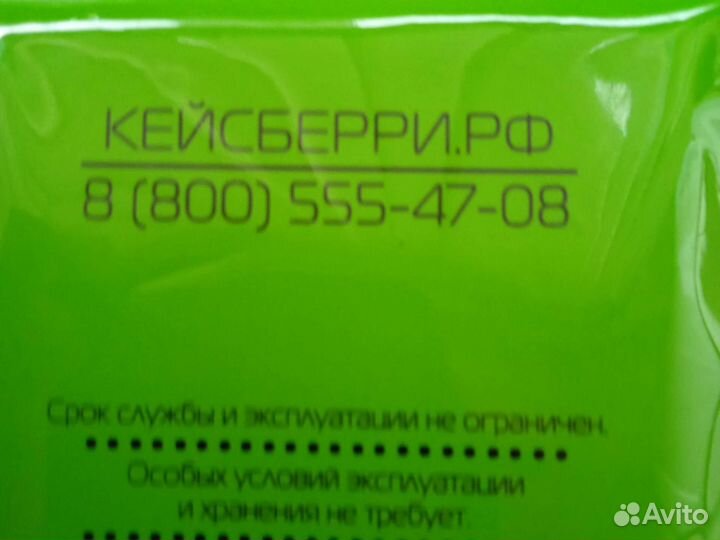 КЕЙСБЕРРИ.РФ
8 (800) 555-47-08
Срок службы и эксплуатации не ограничен.
Особых условий эксплуатации
и хранения не требует.
Avito